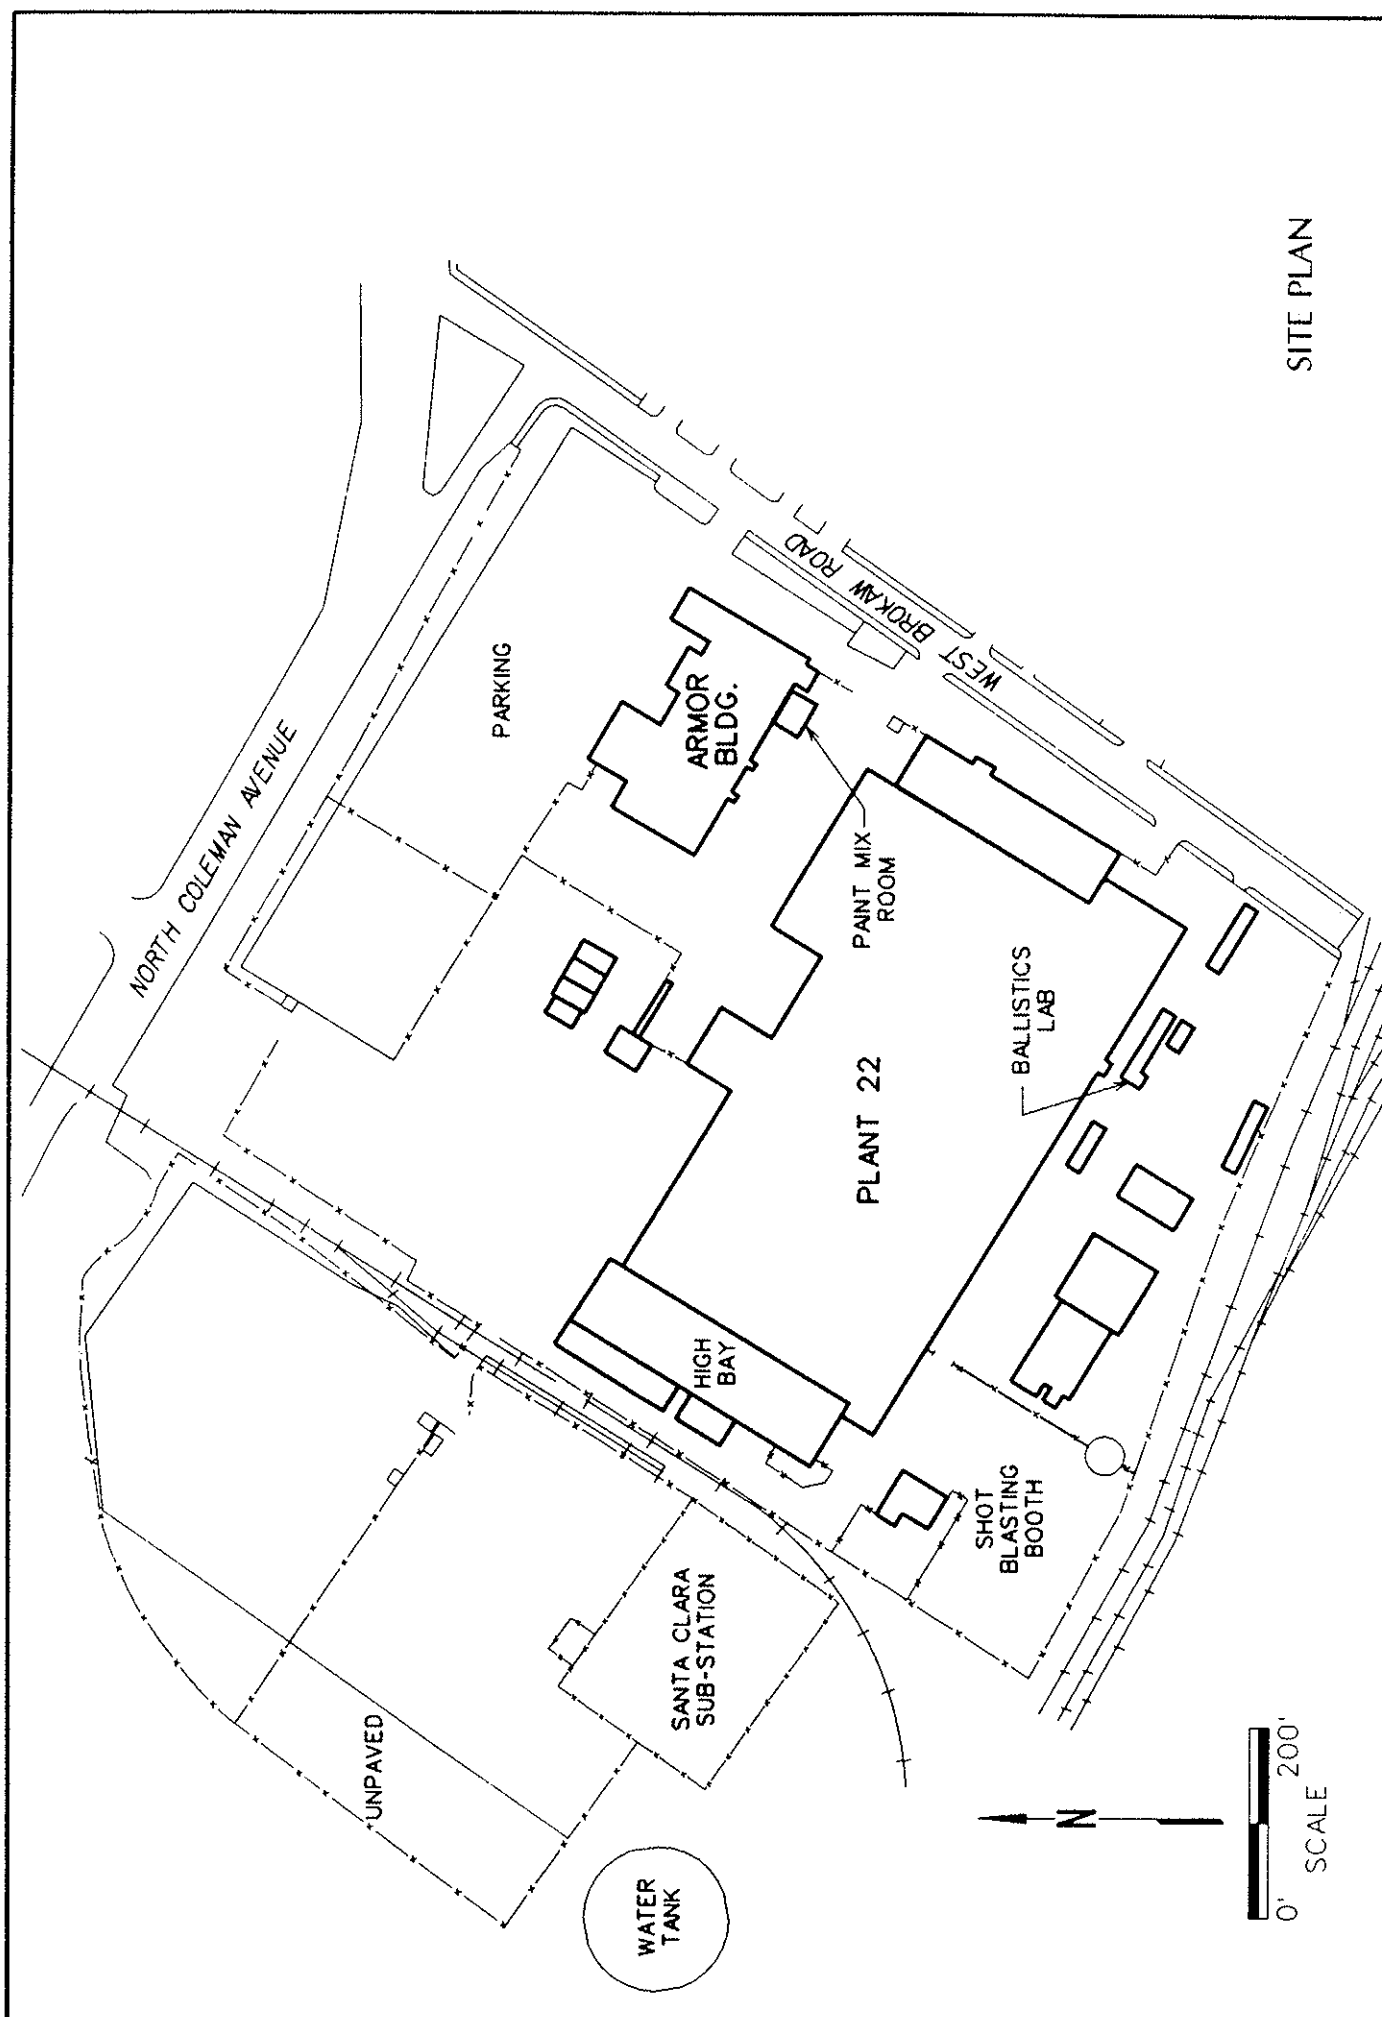 NORTH COLEMAN AVENUE
PARKING
ARMOR
BLDG.
WEST BROKAW ROAD
PAINT MIX
ROOM
PLANT 22
BALLISTICS
LAB
HIGH
BAY
SHOT
BLASTING
BOOTH
SANTA CLARA
SUB-STATION
UNPAVED
WATER
TANK
N
0' 200'
SCALE
SITE PLAN